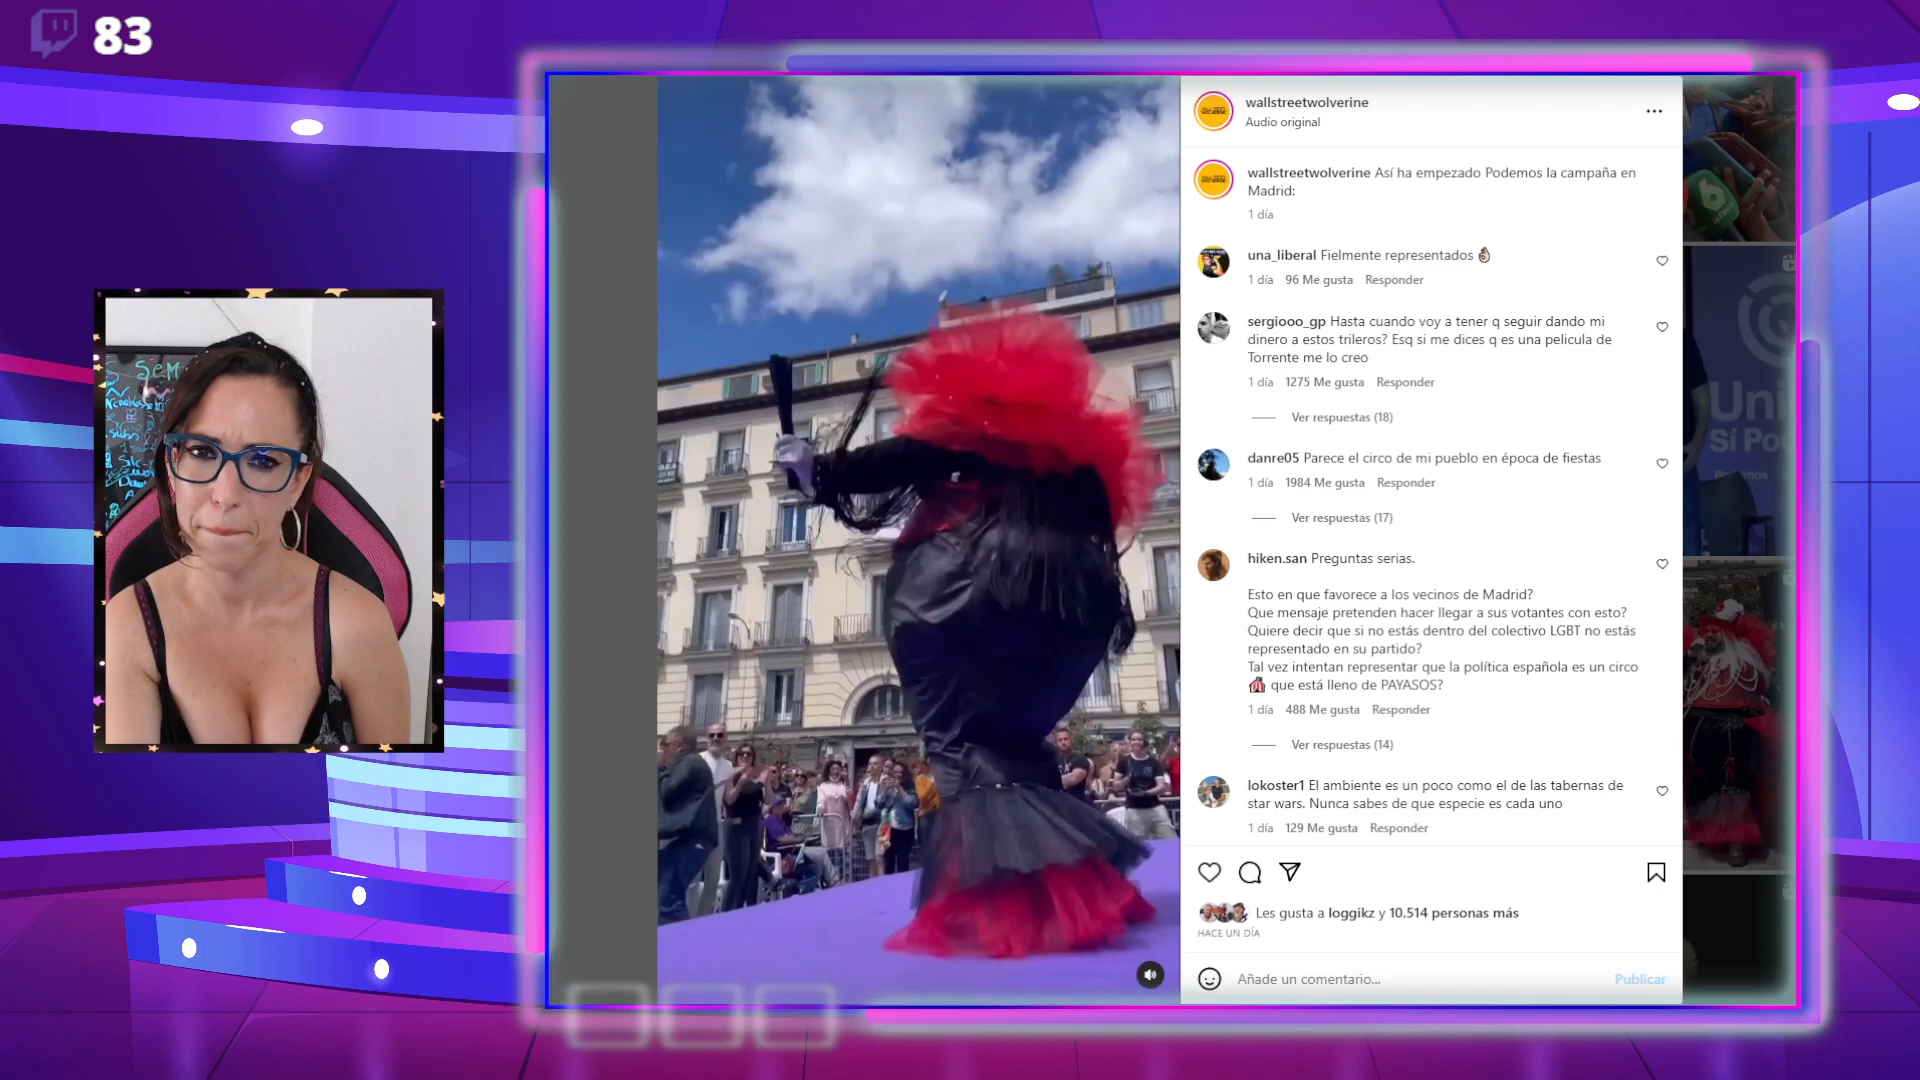 83
wallstreetwolverine
Audio original
wallstreetwolverine Así ha empezado Podemos la campaña en
Madrid:
1 día
una_liberal Fielmente representados 👌🏼
1 día 96 Me gusta Responder
sergiooo_gp Hasta cuando voy a tener q seguir dando mi
dinero a estos trileros? Esq si me dices q es una pelicula de
Torrente me lo creo
1 día 1275 Me gusta Responder
Ver respuestas (18)
danre05 Parece el circo de mi pueblo en época de fiestas
1 día 1984 Me gusta Responder
Ver respuestas (17)
hiken.san Preguntas serias.
Esto en que favorece a los vecinos de Madrid?
Que mensaje pretenden hacer llegar a sus votantes con esto?
Quiere decir que si no estás dentro del colectivo LGBT no estás
representado en su partido?
Tal vez intentan representar que la política española es un circo
🎪 que está lleno de PAYASOS?
1 día 488 Me gusta Responder
Ver respuestas (14)
lokoster1 El ambiente es un poco como el de las tabernas de
star wars. Nunca sabes de que especie es cada uno
1 día 129 Me gusta Responder
Les gusta a loggikz y 10.514 personas más
HACE UN DÍA
Añade un comentario... Publicar
Uni
Sí Po